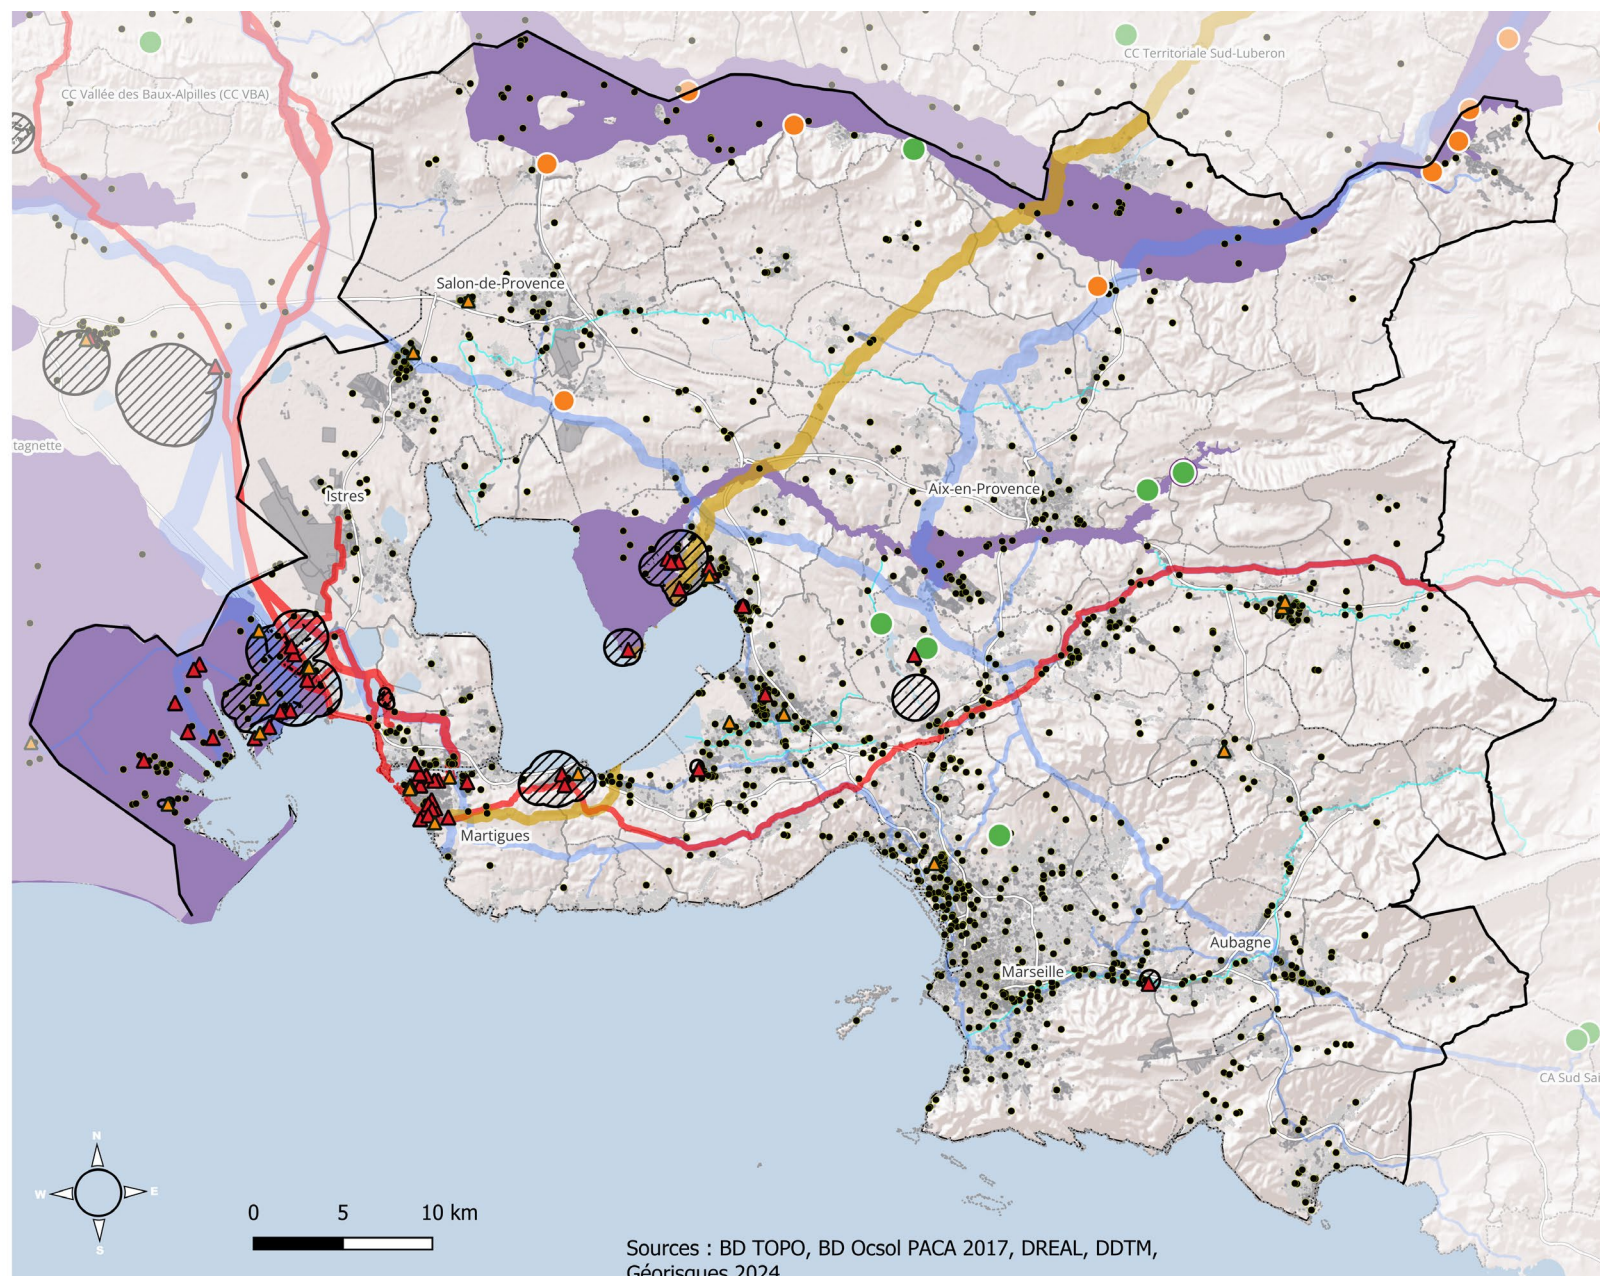 CC Territoriale Sud-Luberon
CC Vallée des Baux-Alpilles (CC VBA)
Salon-de-Provence
tagnette
Istres
Aix-en-Provence
Martigues
Aubagne
Marseille
CA Sud Sai
N
W E
S
0 5 10 km
Sources : BD TOPO, BD Ocsol PACA 2017, DREAL, DDTM,
Géorisques 2024